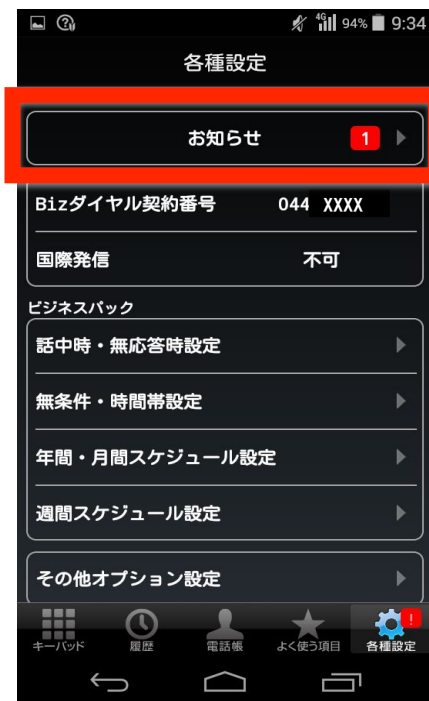 4G 94% 9:34
各種設定
お知らせ 1
Bizダイヤル契約番号 044 XXXX
国際発信 不可
ビジネスパック
話中時・無応答時設定
無条件・時間帯設定
年間・月間スケジュール設定
週間スケジュール設定
その他オプション設定
キーパッド 履歴 電話帳 よく使う項目 各種設定 !